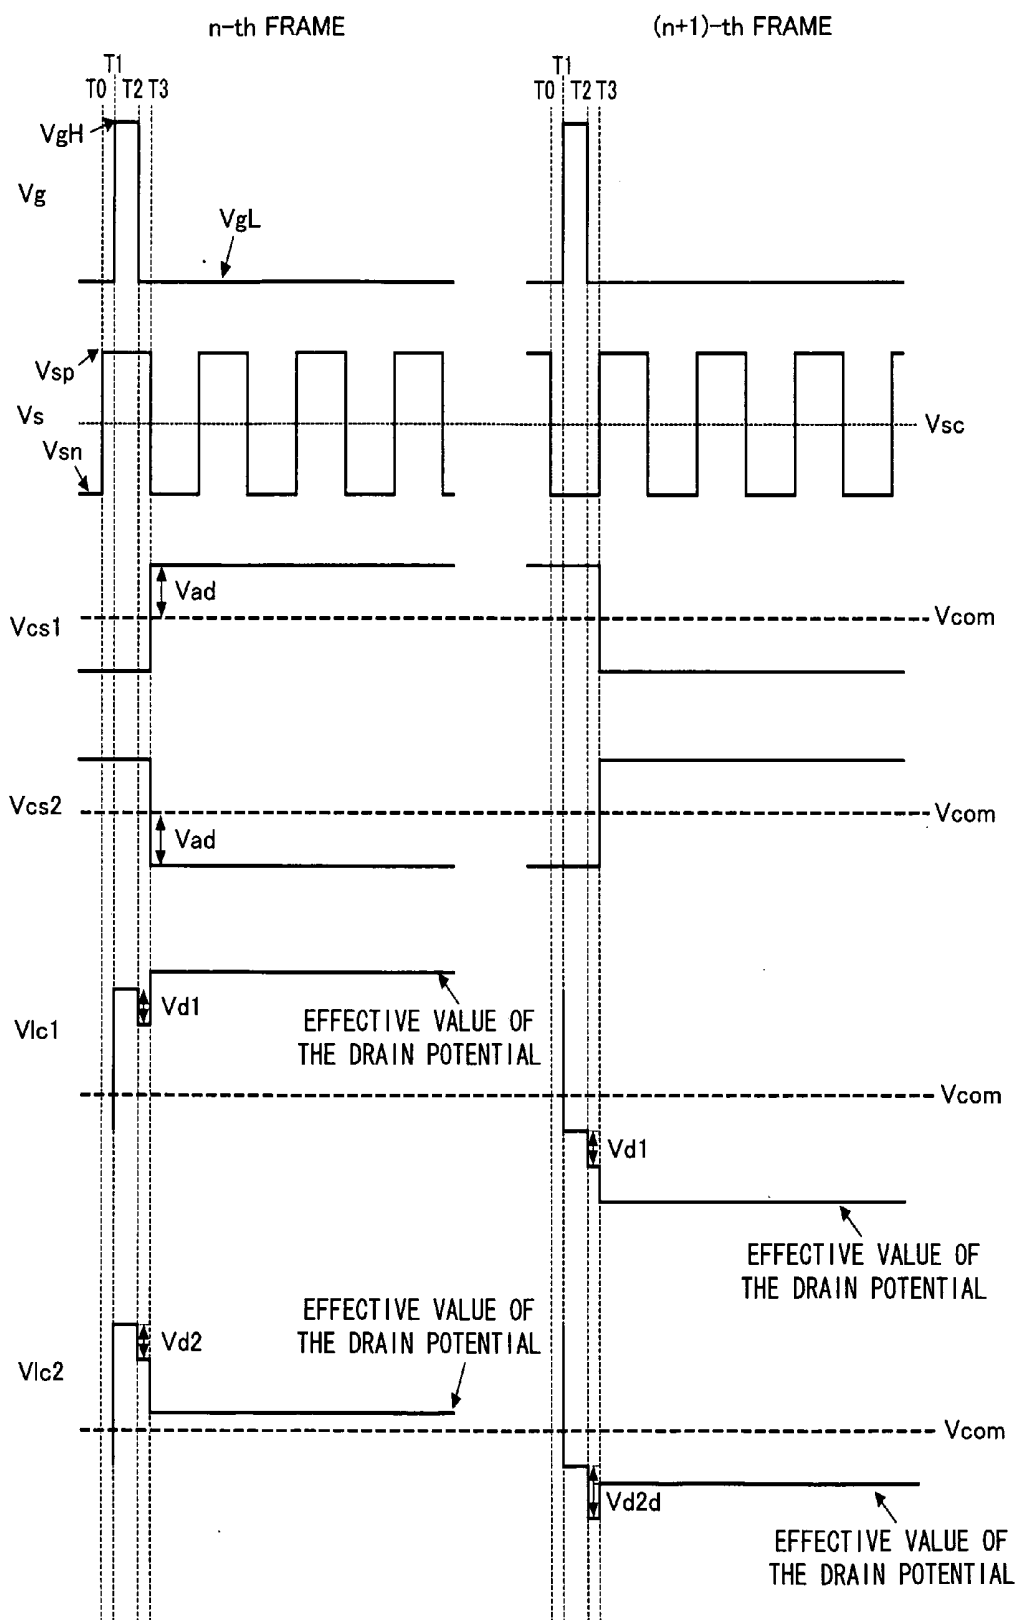 n-th FRAME
(n+1)-th FRAME
T1
T0 T2 T3
T1
T0 T2 T3
VgH
Vg
VgL
Vsp
Vs
Vsc
Vsn
Vad
Vcs1
Vcom
Vcs2
Vcom
Vad
Vd1
EFFECTIVE VALUE OF
THE DRAIN POTENTIAL
Vlc1
Vcom
Vd1
EFFECTIVE VALUE OF
THE DRAIN POTENTIAL
EFFECTIVE VALUE OF
THE DRAIN POTENTIAL
Vd2
Vlc2
Vcom
Vd2d
EFFECTIVE VALUE OF
THE DRAIN POTENTIAL